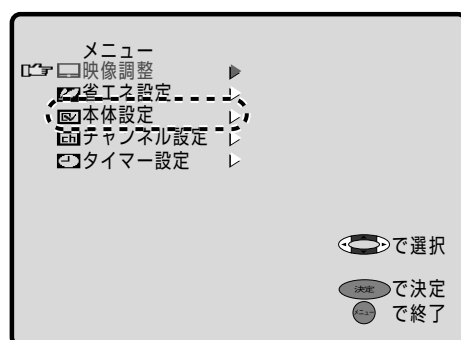 メニュー
映像調整
省エネ設定
本体設定
ch チャンネル設定
タイマー設定
で選択
決定 で決定
メニュー で終了